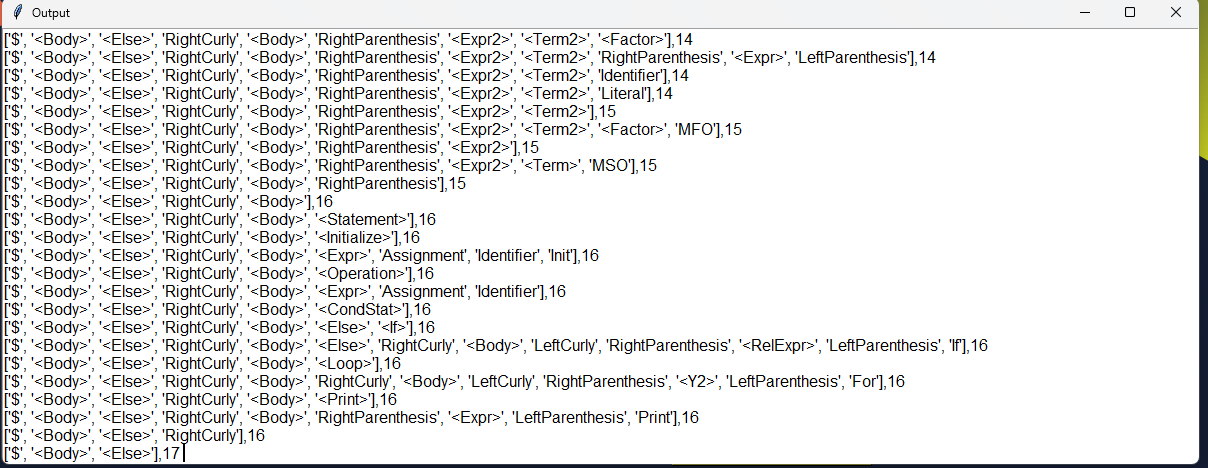 Output
['$', '<Body>', '<Else>', 'RightCurly', '<Body>', 'RightParenthesis', '<Expr2>', '<Term2>', '<Factor>'],14
['$', '<Body>', '<Else>', 'RightCurly', '<Body>', 'RightParenthesis', '<Expr2>', '<Term2>', 'RightParenthesis', '<Expr>', 'LeftParenthesis'],14
['$', '<Body>', '<Else>', 'RightCurly', '<Body>', 'RightParenthesis', '<Expr2>', '<Term2>', 'Identifier'],14
['$', '<Body>', '<Else>', 'RightCurly', '<Body>', 'RightParenthesis', '<Expr2>', '<Term2>', 'Literal'],14
['$', '<Body>', '<Else>', 'RightCurly', '<Body>', 'RightParenthesis', '<Expr2>', '<Term2>'],15
['$', '<Body>', '<Else>', 'RightCurly', '<Body>', 'RightParenthesis', '<Expr2>', '<Term2>', '<Factor>', 'MFO'],15
['$', '<Body>', '<Else>', 'RightCurly', '<Body>', 'RightParenthesis', '<Expr2>'],15
['$', '<Body>', '<Else>', 'RightCurly', '<Body>', 'RightParenthesis', '<Expr2>', '<Term>', 'MSO'],15
['$', '<Body>', '<Else>', 'RightCurly', '<Body>', 'RightParenthesis'],15
['$', '<Body>', '<Else>', 'RightCurly', '<Body>'],16
['$', '<Body>', '<Else>', 'RightCurly', '<Body>', '<Statement>'],16
['$', '<Body>', '<Else>', 'RightCurly', '<Body>', '<Initialize>'],16
['$', '<Body>', '<Else>', 'RightCurly', '<Body>', '<Expr>', 'Assignment', 'Identifier', 'Init'],16
['$', '<Body>', '<Else>', 'RightCurly', '<Body>', '<Operation>'],16
['$', '<Body>', '<Else>', 'RightCurly', '<Body>', '<Expr>', 'Assignment', 'Identifier'],16
['$', '<Body>', '<Else>', 'RightCurly', '<Body>', '<CondStat>'],16
['$', '<Body>', '<Else>', 'RightCurly', '<Body>', '<Else>', '<If>'],16
['$', '<Body>', '<Else>', 'RightCurly', '<Body>', '<Else>', 'RightCurly', '<Body>', 'LeftCurly', 'RightParenthesis', '<RelExpr>', 'LeftParenthesis', 'If'],16
['$', '<Body>', '<Else>', 'RightCurly', '<Body>', '<Loop>'],16
['$', '<Body>', '<Else>', 'RightCurly', '<Body>', 'RightCurly', '<Body>', 'LeftCurly', 'RightParenthesis', '<Y2>', 'LeftParenthesis', 'For'],16
['$', '<Body>', '<Else>', 'RightCurly', '<Body>', '<Print>'],16
['$', '<Body>', '<Else>', 'RightCurly', '<Body>', 'RightParenthesis', '<Expr>', 'LeftParenthesis', 'Print'],16
['$', '<Body>', '<Else>', 'RightCurly'],16
['$', '<Body>', '<Else>'],17